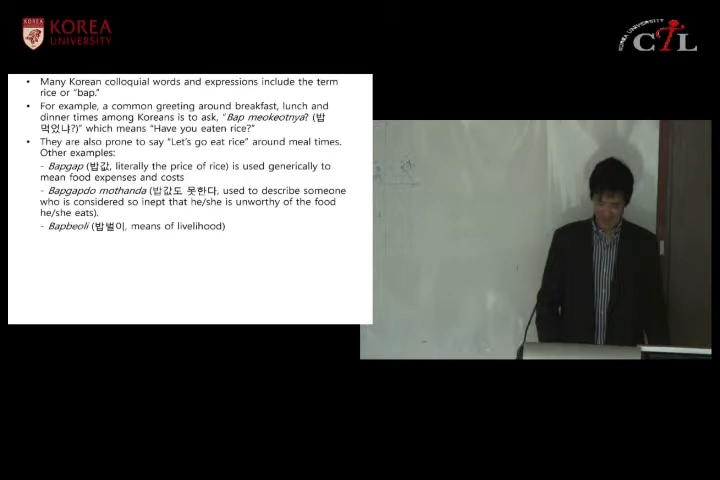 KOREA
UNIVERSITY
KOREA UNIVERSITY
CTL
• Many Korean colloquial words and expressions include the term
rice or “bap.”
• For example, a common greeting around breakfast, lunch and
dinner times among Koreans is to ask, “Bap meokeotnya? (밥
먹었냐?)” which means “Have you eaten rice?”
• They are also prone to say “Let’s go eat rice” around meal times.
Other examples:
- Bapgap (밥값, literally the price of rice) is used generically to
mean food expenses and costs
- Bapgapdo mothanda (밥값도 못한다, used to describe someone
who is considered so inept that he/she is unworthy of the food
he/she eats).
- Bapbeoli (밥벌이, means of livelihood)